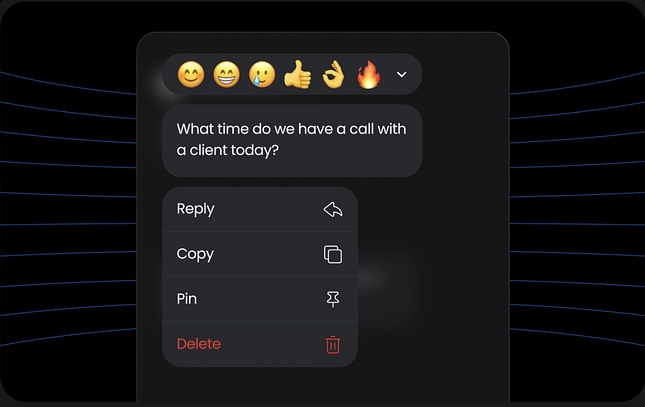 What time do we have a call with
a client today?
Reply
Copy
Pin
Delete